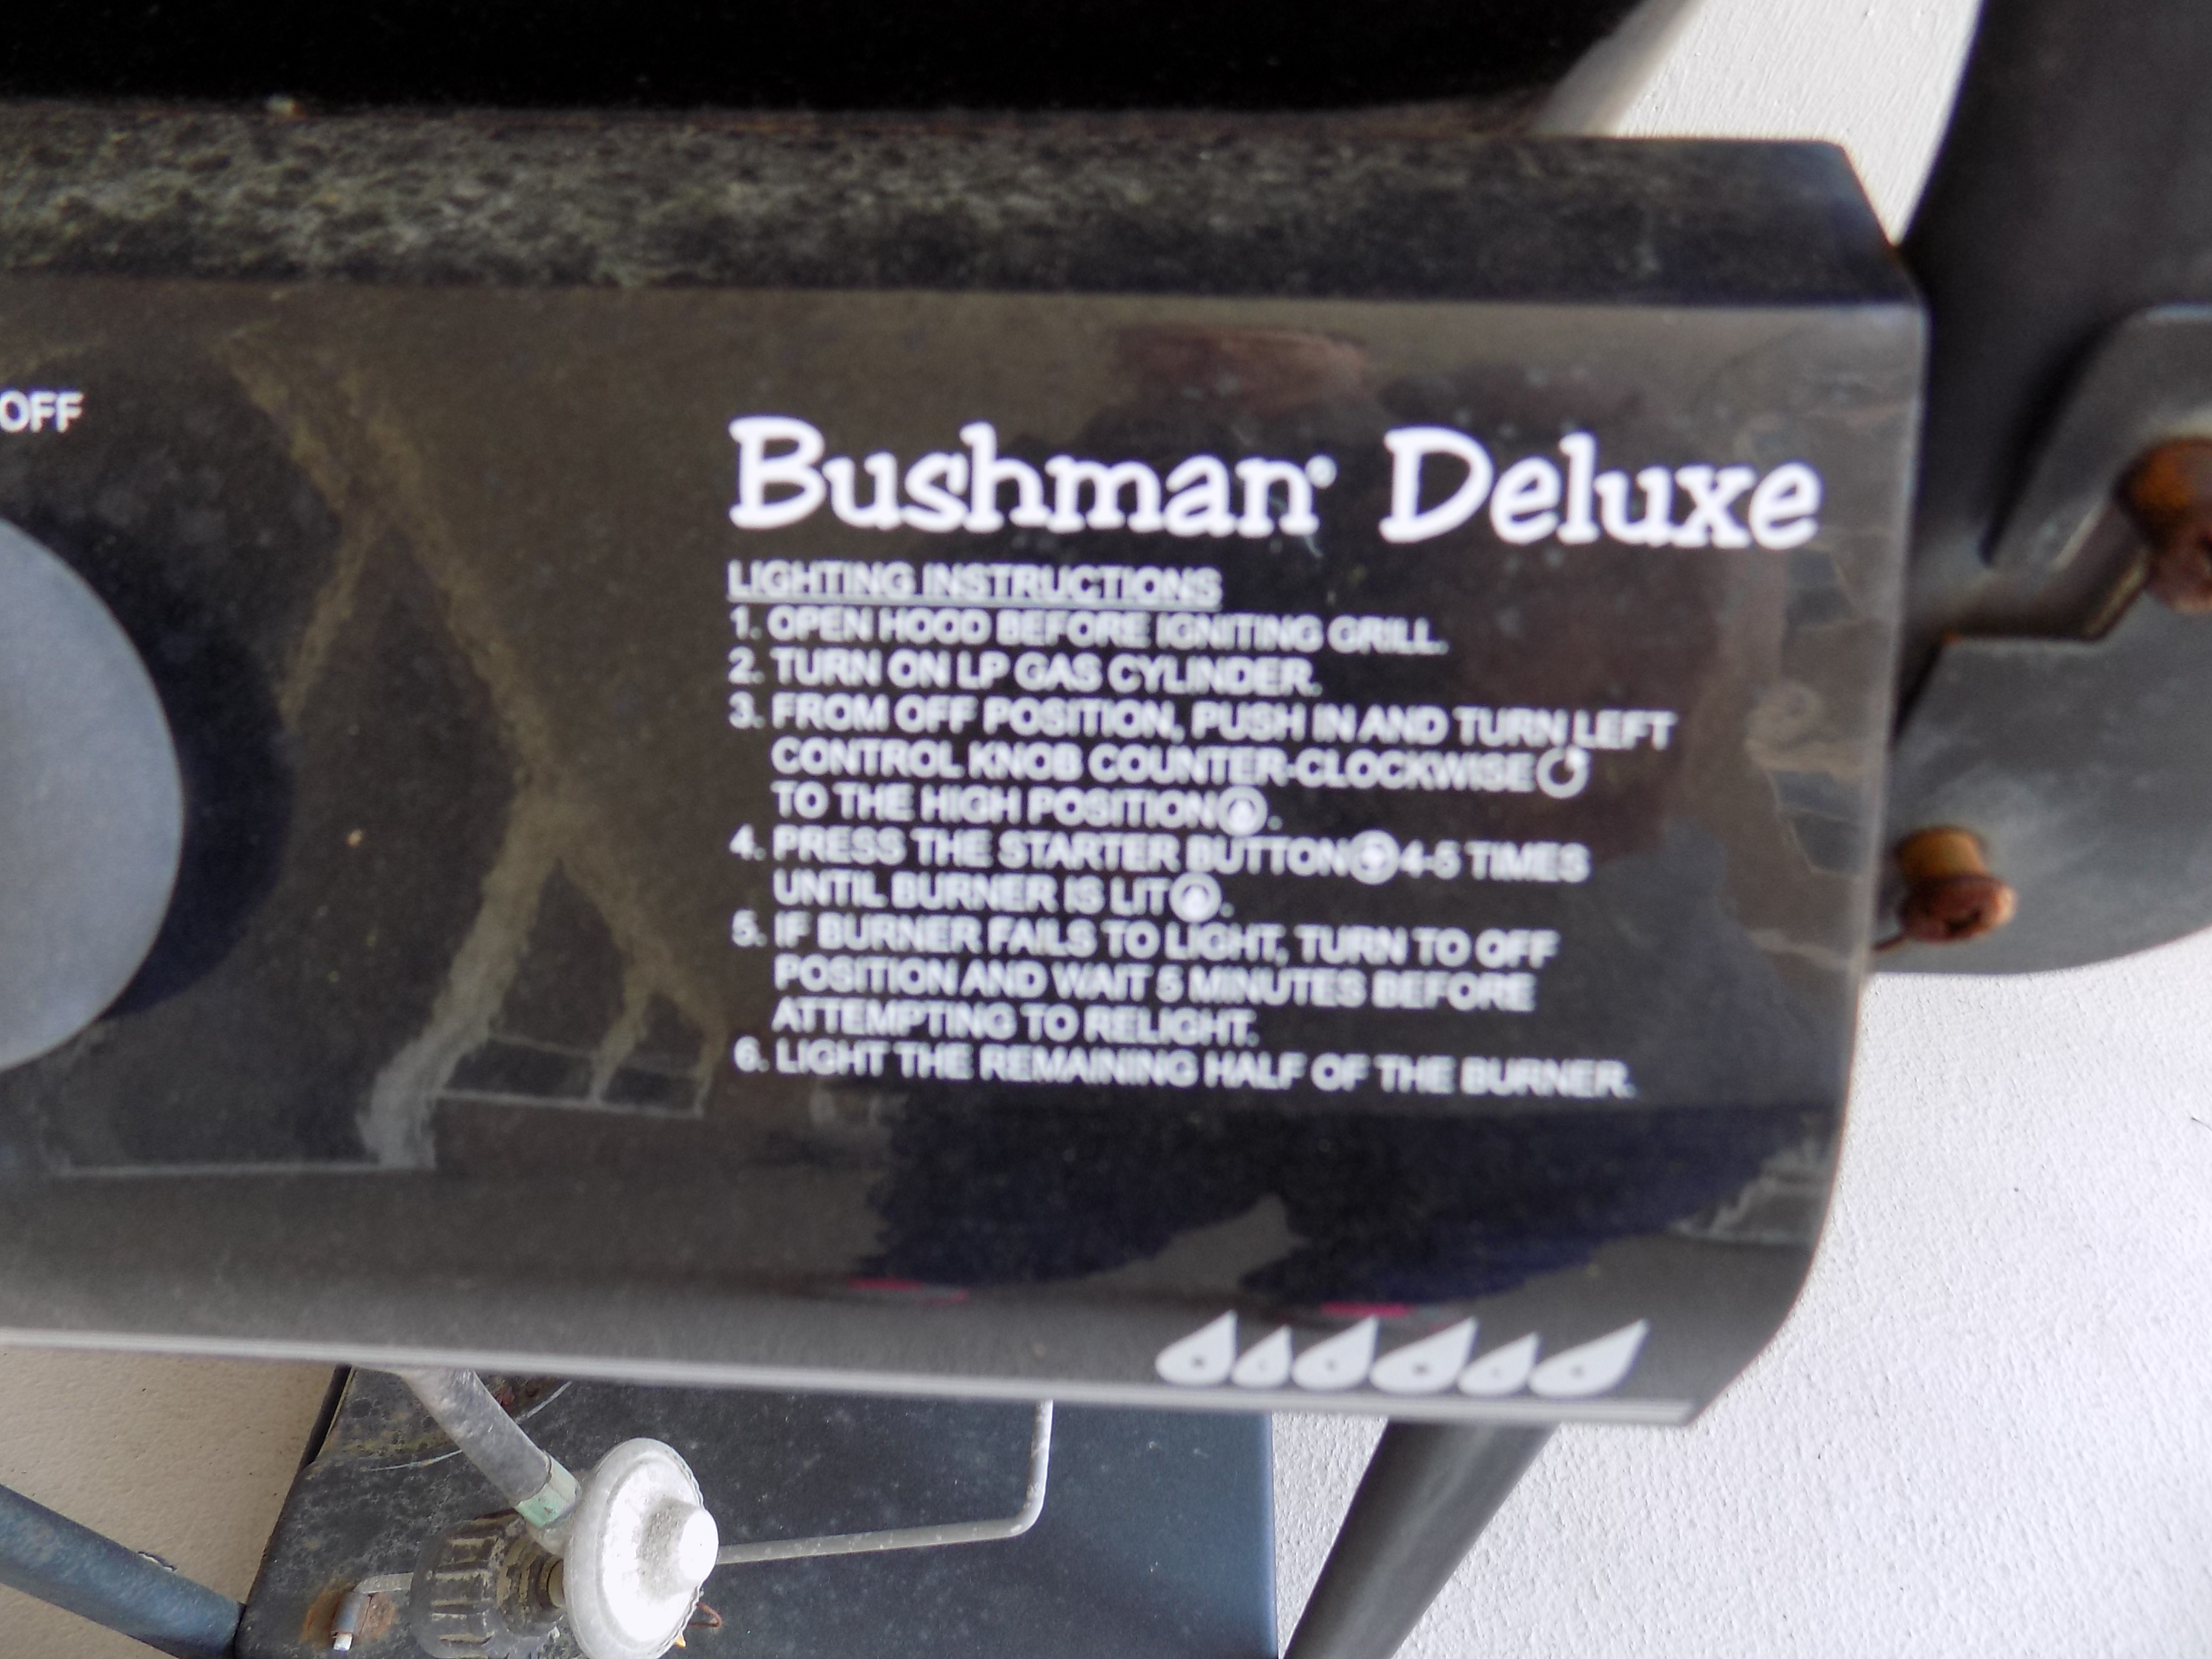 OFF
Bushman® Deluxe
LIGHTING INSTRUCTIONS
1. OPEN HOOD BEFORE IGNITING GRILL.
2. TURN ON LP GAS CYLINDER.
3. FROM OFF POSITION, PUSH IN AND TURN LEFT
CONTROL KNOB COUNTER-CLOCKWISE
TO THE HIGH POSITION.
4. PRESS THE STARTER BUTTON 4-5 TIMES
UNTIL BURNER IS LIT.
5. IF BURNER FAILS TO LIGHT, TURN TO OFF
POSITION AND WAIT 5 MINUTES BEFORE
ATTEMPTING TO RELIGHT.
6. LIGHT THE REMAINING HALF OF THE BURNER.